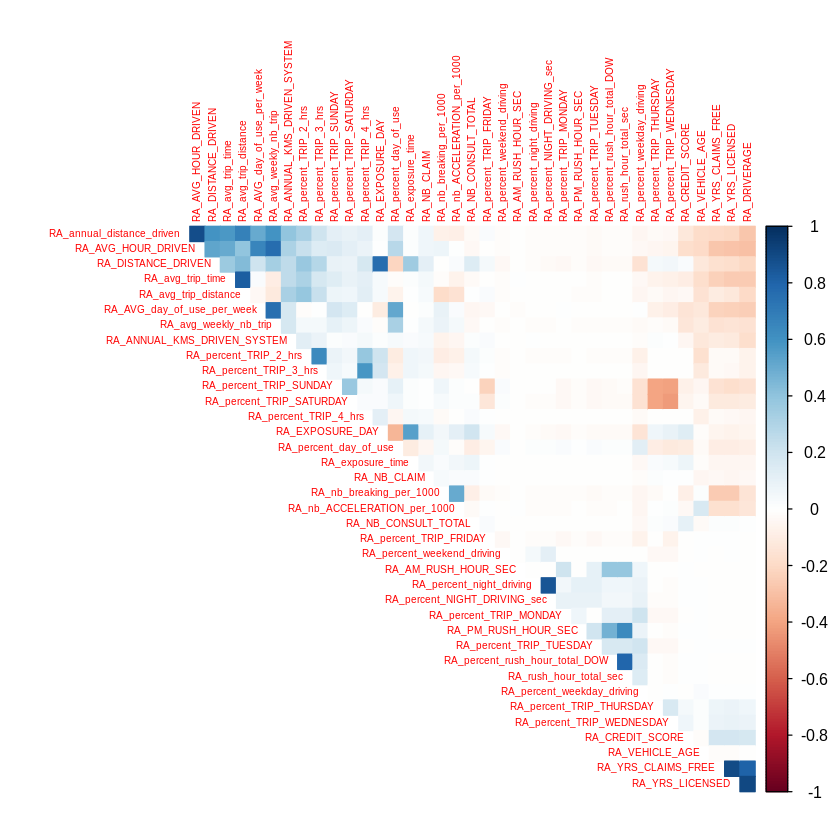 RA_AVG_HOUR_DRIVEN
RA_DISTANCE_DRIVEN
RA_avg_trip_time
RA_avg_trip_distance
RA_AVG_day_of_use_per_week
RA_avg_weekly_nb_trip
RA_ANNUAL_KMS_DRIVEN_SYSTEM
RA_percent_TRIP_2_hrs
RA_percent_TRIP_3_hrs
RA_percent_TRIP_SUNDAY
RA_percent_TRIP_SATURDAY
RA_percent_TRIP_4_hrs
RA_EXPOSURE_DAY
RA_percent_day_of_use
RA_exposure_time
RA_NB_CLAIM
RA_nb_breaking_per_1000
RA_nb_ACCELERATION_per_1000
RA_NB_CONSULT_TOTAL
RA_percent_TRIP_FRIDAY
RA_percent_weekend_driving
RA_AM_RUSH_HOUR_SEC
RA_percent_night_driving
RA_percent_NIGHT_DRIVING_sec
RA_percent_TRIP_MONDAY
RA_PM_RUSH_HOUR_SEC
RA_percent_TRIP_TUESDAY
RA_percent_rush_hour_total_DOW
RA_rush_hour_total_sec
RA_percent_weekday_driving
RA_percent_TRIP_THURSDAY
RA_percent_TRIP_WEDNESDAY
RA_CREDIT_SCORE
RA_VEHICLE_AGE
RA_YRS_CLAIMS_FREE
RA_YRS_LICENSED
RA_DRIVERAGE
RA_annual_distance_driven
RA_AVG_HOUR_DRIVEN
RA_DISTANCE_DRIVEN
RA_avg_trip_time
RA_avg_trip_distance
RA_AVG_day_of_use_per_week
RA_avg_weekly_nb_trip
RA_ANNUAL_KMS_DRIVEN_SYSTEM
RA_percent_TRIP_2_hrs
RA_percent_TRIP_3_hrs
RA_percent_TRIP_SUNDAY
RA_percent_TRIP_SATURDAY
RA_percent_TRIP_4_hrs
RA_EXPOSURE_DAY
RA_percent_day_of_use
RA_exposure_time
RA_NB_CLAIM
RA_nb_breaking_per_1000
RA_nb_ACCELERATION_per_1000
RA_NB_CONSULT_TOTAL
RA_percent_TRIP_FRIDAY
RA_percent_weekend_driving
RA_AM_RUSH_HOUR_SEC
RA_percent_night_driving
RA_percent_NIGHT_DRIVING_sec
RA_percent_TRIP_MONDAY
RA_PM_RUSH_HOUR_SEC
RA_percent_TRIP_TUESDAY
RA_percent_rush_hour_total_DOW
RA_rush_hour_total_sec
RA_percent_weekday_driving
RA_percent_TRIP_THURSDAY
RA_percent_TRIP_WEDNESDAY
RA_CREDIT_SCORE
RA_VEHICLE_AGE
RA_YRS_CLAIMS_FREE
RA_YRS_LICENSED
1
0.8
0.6
0.4
0.2
0
-0.2
-0.4
-0.6
-0.8
-1